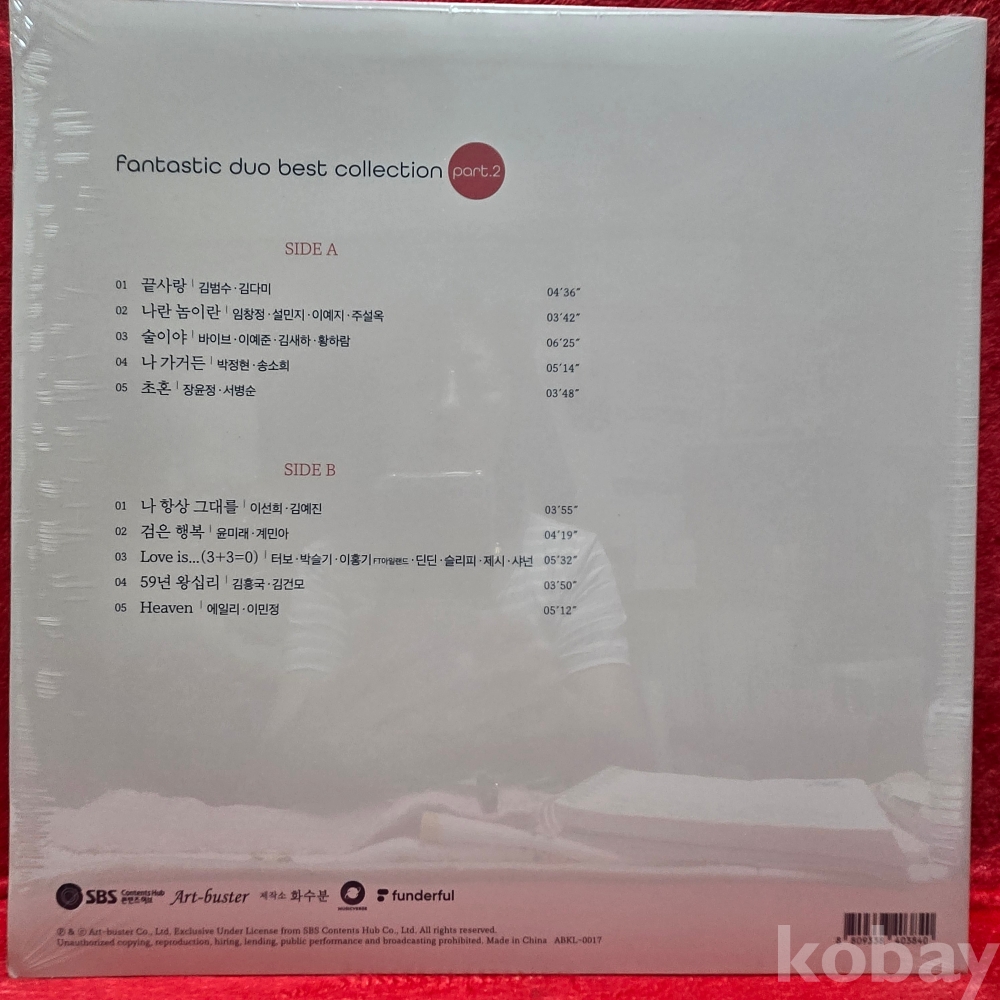 fantastic duo best collection part.2
SIDE A
01 끝사랑 | 김범수 · 김다미 04′36″
02 나란 놈이란 | 임창정 · 설민지 · 이예지 · 주설옥 03′42″
03 술이야 | 바이브 · 이예준 · 김새하 · 황하람 06′25″
04 나 가거든 | 박정현 · 송소희 05′14″
05 초혼 | 장윤정 · 서병순 03′48″
SIDE B
01 나 항상 그대를 | 이선희 · 김예진 03′55″
02 검은 행복 | 윤미래 · 계민아 04′19″
03 Love is...(3+3=0) | 터보 · 박슬기 · 이홍기 FT아일랜드 · 딘딘 · 슬리피 · 제시 · 샤넌 05′32″
04 59년 왕십리 | 김흥국 · 김건모 03′50″
05 Heaven | 에일리 · 이민정 05′12″
SBS Contents Hub 콘텐츠허브 Art-buster 제작소 화수분 MUSICVERSE funderful
℗ & ⓒ Art-buster Co., Ltd, Exclusive Under License from SBS Contents Hub Co., Ltd. All rights reserved.
Unauthorized copying, reproduction, hiring, lending, public performance and broadcasting prohibited. Made in China ABKL-0017
8 809338 403840
kobay